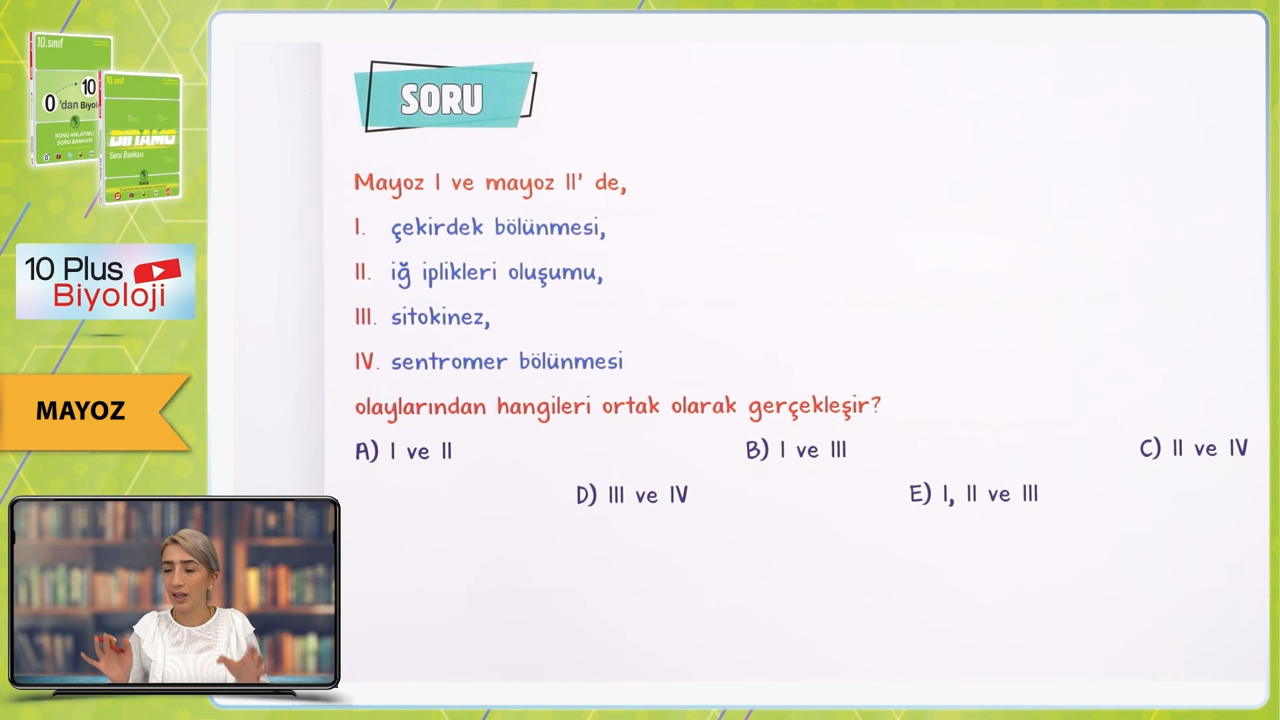 10.sınıf
10.sınıf
0
10
'dan Biyol
KONU ANLATIMLI
SORU BANKASI
DİNAMO
Soru Bankası
10 Plus
Biyoloji
MAYOZ
SORU
Mayoz I ve mayoz II' de,
I. çekirdek bölünmesi,
II. iğ iplikleri oluşumu,
III. sitokinez,
IV. sentromer bölünmesi
olaylarından hangileri ortak olarak gerçekleşir?
A) I ve II B) I ve III C) II ve IV
D) III ve IV E) I, II ve III